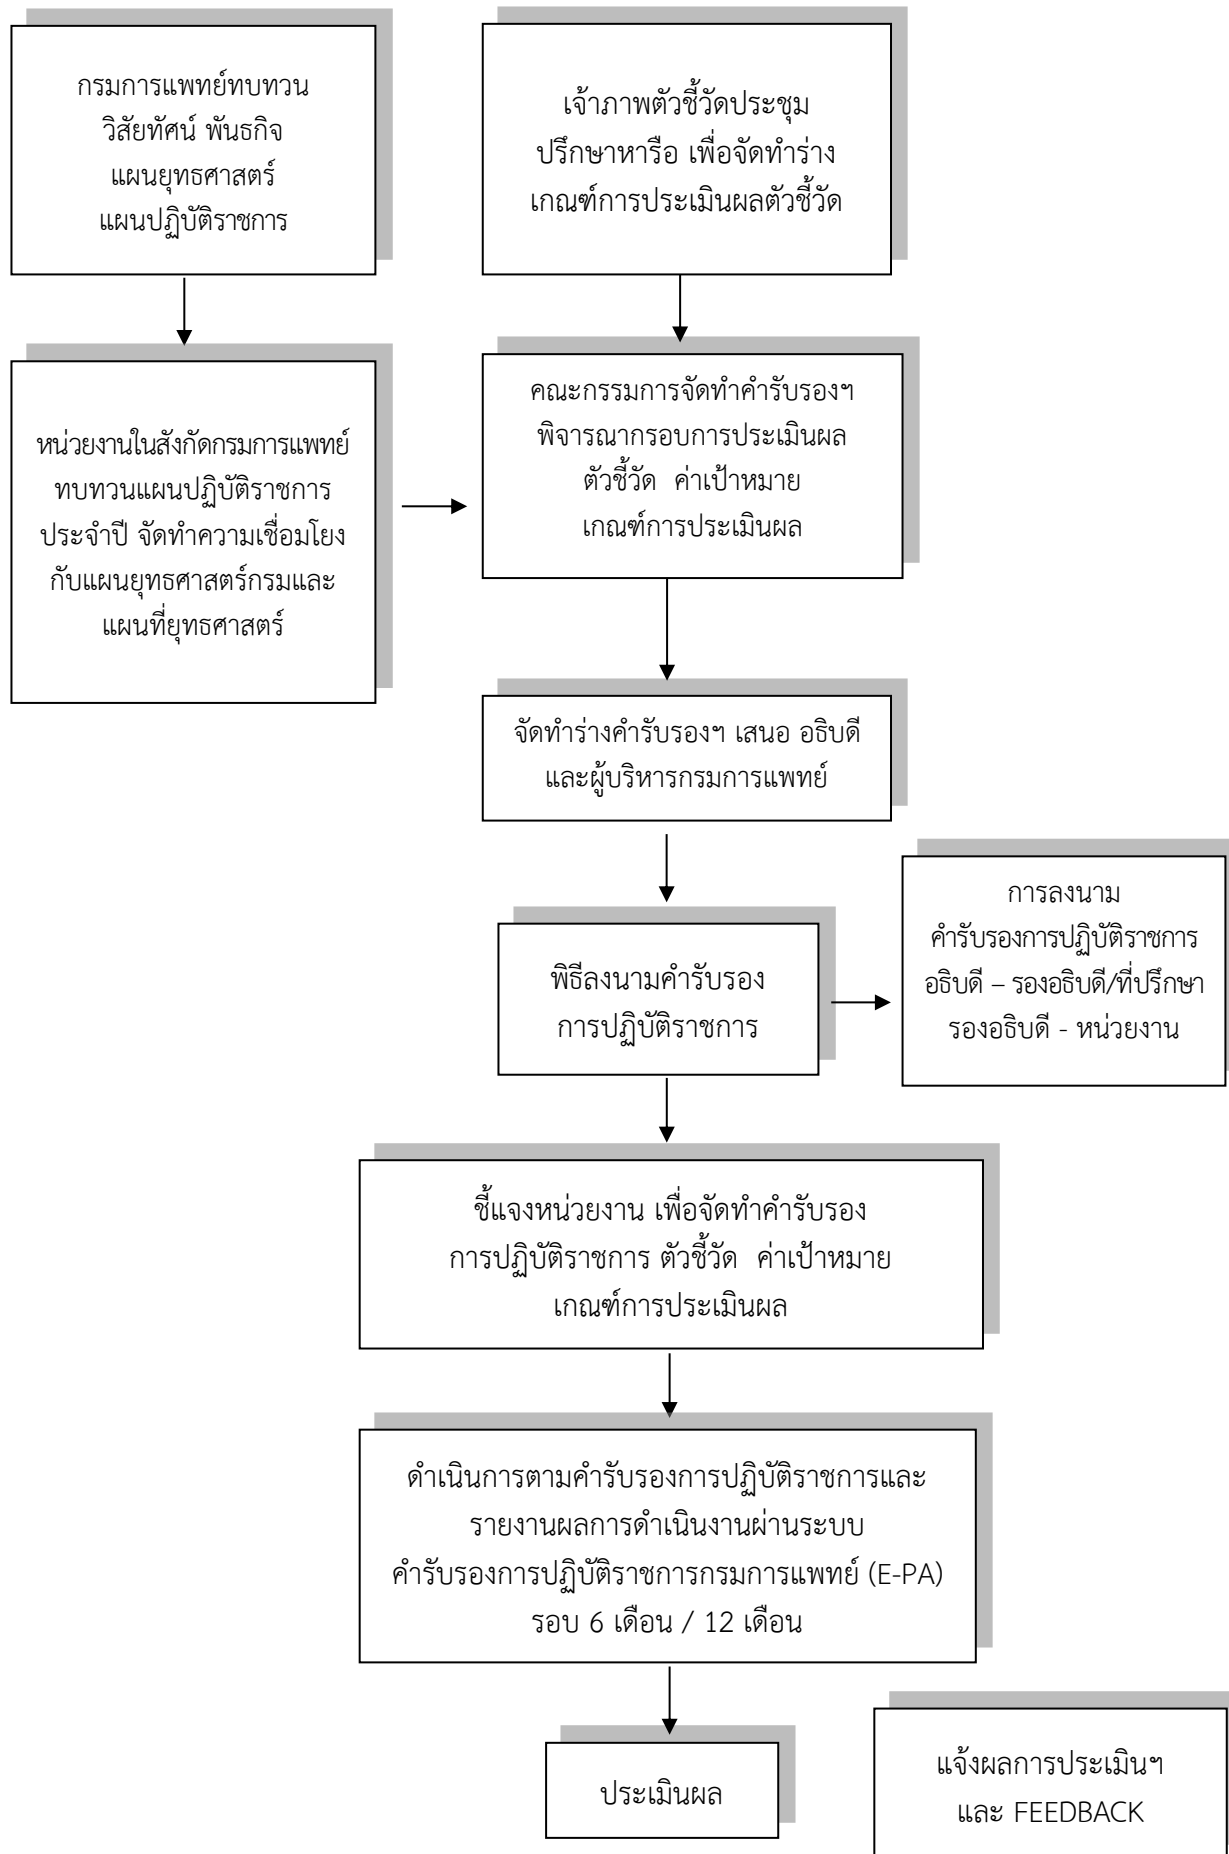 กรมการแพทย์ทบทวน
วิสัยทัศน์ พันธกิจ
แผนยุทธศาสตร์
แผนปฏิบัติราชการ
เจ้าภาพตัวชี้วัดประชุม
ปรึกษาหารือ เพื่อจัดทำร่าง
เกณฑ์การประเมินผลตัวชี้วัด
หน่วยงานในสังกัดกรมการแพทย์
ทบทวนแผนปฏิบัติราชการ
ประจำปี จัดทำความเชื่อมโยง
กับแผนยุทธศาสตร์กรมและ
แผนที่ยุทธศาสตร์
คณะกรรมการจัดทำคำรับรองฯ
พิจารณากรอบการประเมินผล
ตัวชี้วัด ค่าเป้าหมาย
เกณฑ์การประเมินผล
จัดทำร่างคำรับรองฯ เสนอ อธิบดี
และผู้บริหารกรมการแพทย์
พิธีลงนามคำรับรอง
การปฏิบัติราชการ
การลงนาม
คำรับรองการปฏิบัติราชการ
อธิบดี – รองอธิบดี/ที่ปรึกษา
รองอธิบดี - หน่วยงาน
ชี้แจงหน่วยงาน เพื่อจัดทำคำรับรอง
การปฏิบัติราชการ ตัวชี้วัด ค่าเป้าหมาย
เกณฑ์การประเมินผล
ดำเนินการตามคำรับรองการปฏิบัติราชการและ
รายงานผลการดำเนินงานผ่านระบบ
คำรับรองการปฏิบัติราชการกรมการแพทย์ (E-PA)
รอบ 6 เดือน / 12 เดือน
ประเมินผล
แจ้งผลการประเมินฯ
และ FEEDBACK